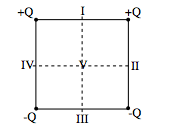 +Q I +Q
IV V II
-Q III -Q